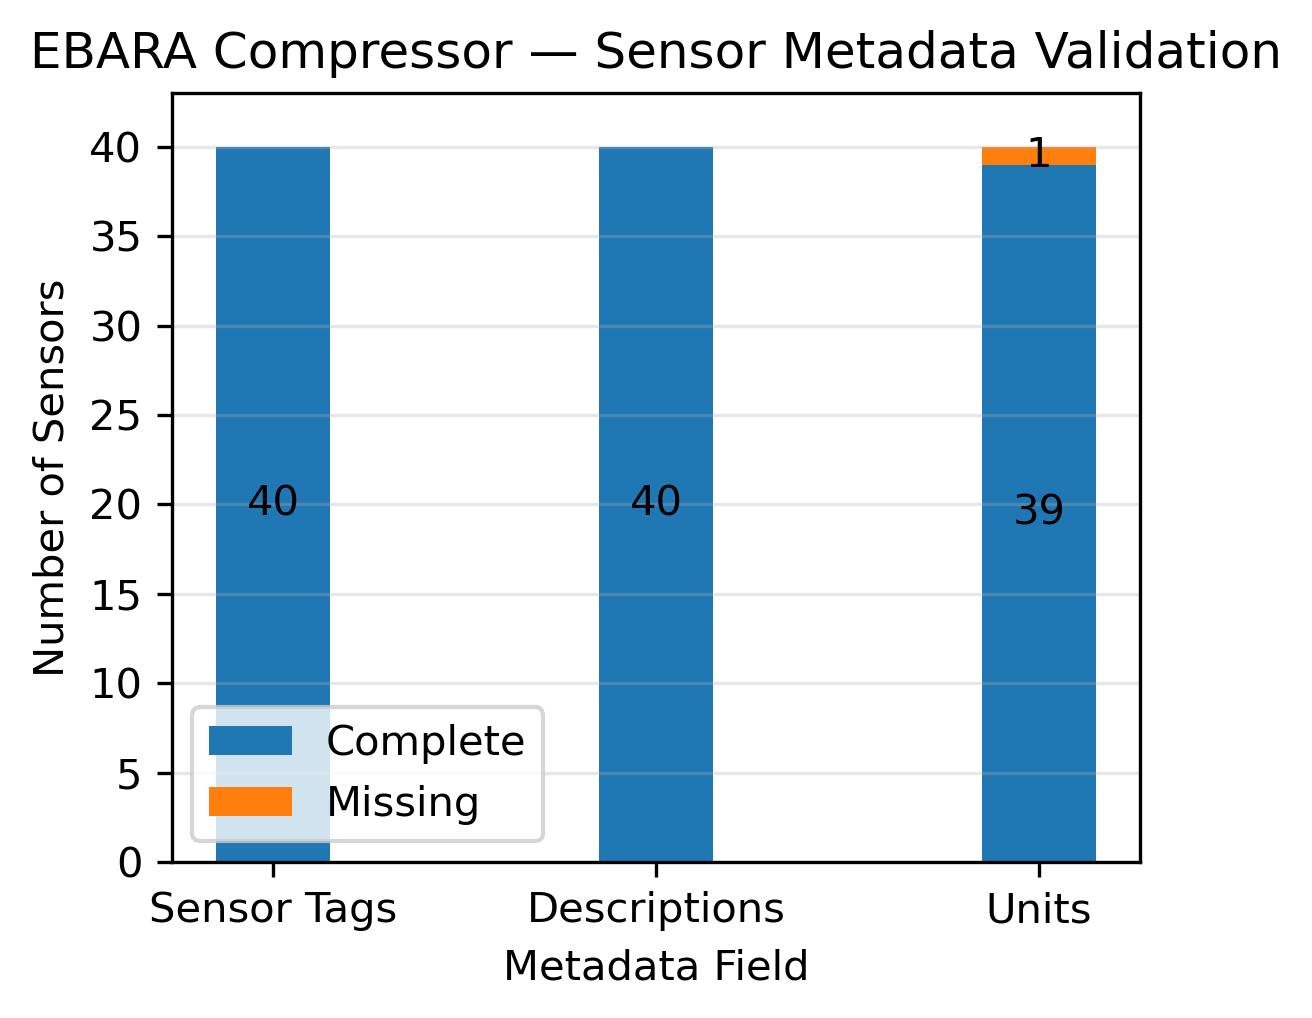 EBARA Compressor — Sensor Metadata Validation
Number of Sensors
40
35
30
25
20
15
10
5
0
40
40
39
1
Complete
Missing
Sensor Tags
Descriptions
Units
Metadata Field